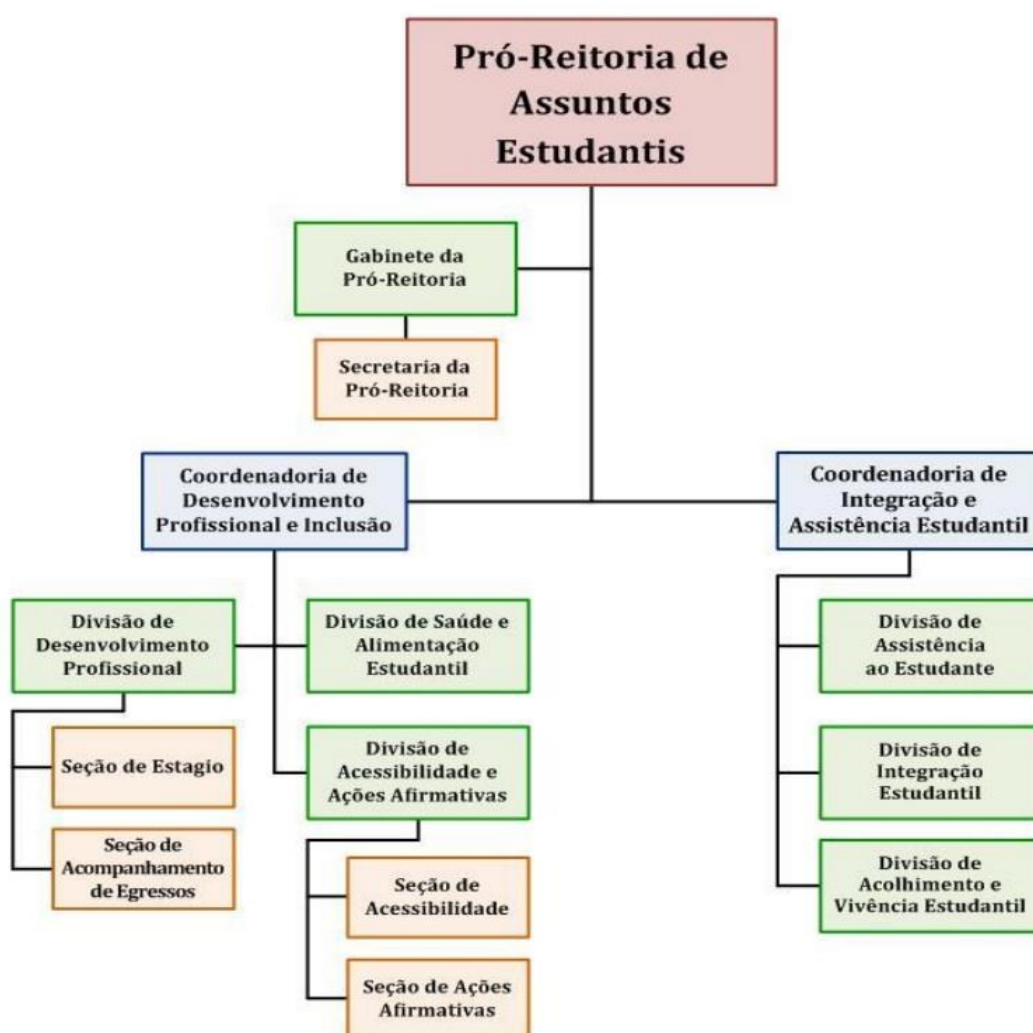 Pró-Reitoria de
Assuntos
Estudantis
Gabinete da
Pró-Reitoria
Secretaria da
Pró-Reitoria
Coordenadoria de
Desenvolvimento
Profissional e Inclusão
Coordenadoria de
Integração e
Assistência Estudantil
Divisão de
Desenvolvimento
Profissional
Seção de Estagio
Seção de
Acompanhamento
de Egressos
Divisão de Saúde e
Alimentação
Estudantil
Divisão de
Acessibilidade e
Ações Afirmativas
Seção de
Acessibilidade
Seção de Ações
Afirmativas
Divisão de
Assistência
ao Estudante
Divisão de
Integração
Estudantil
Divisão de
Acolhimento e
Vivência Estudantil